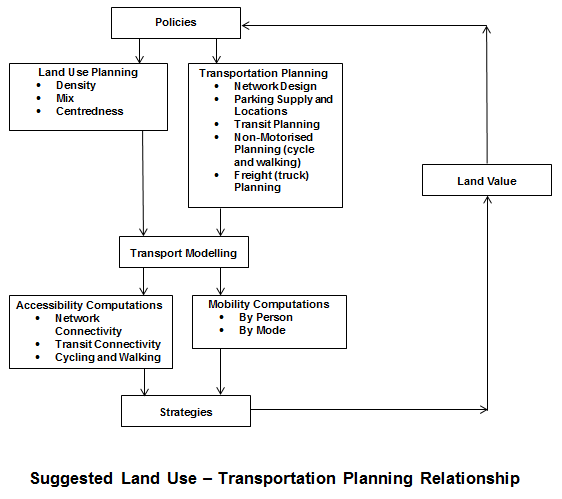 Policies
Land Use Planning
• Density
• Mix
• Centredness
Transportation Planning
• Network Design
• Parking Supply and
Locations
• Transit Planning
• Non-Motorised
Planning (cycle
and walking)
• Freight (truck)
Planning
Land Value
Transport Modelling
Accessibility Computations
• Network
Connectivity
• Transit Connectivity
• Cycling and Walking
Mobility Computations
• By Person
• By Mode
Strategies
Suggested Land Use – Transportation Planning Relationship